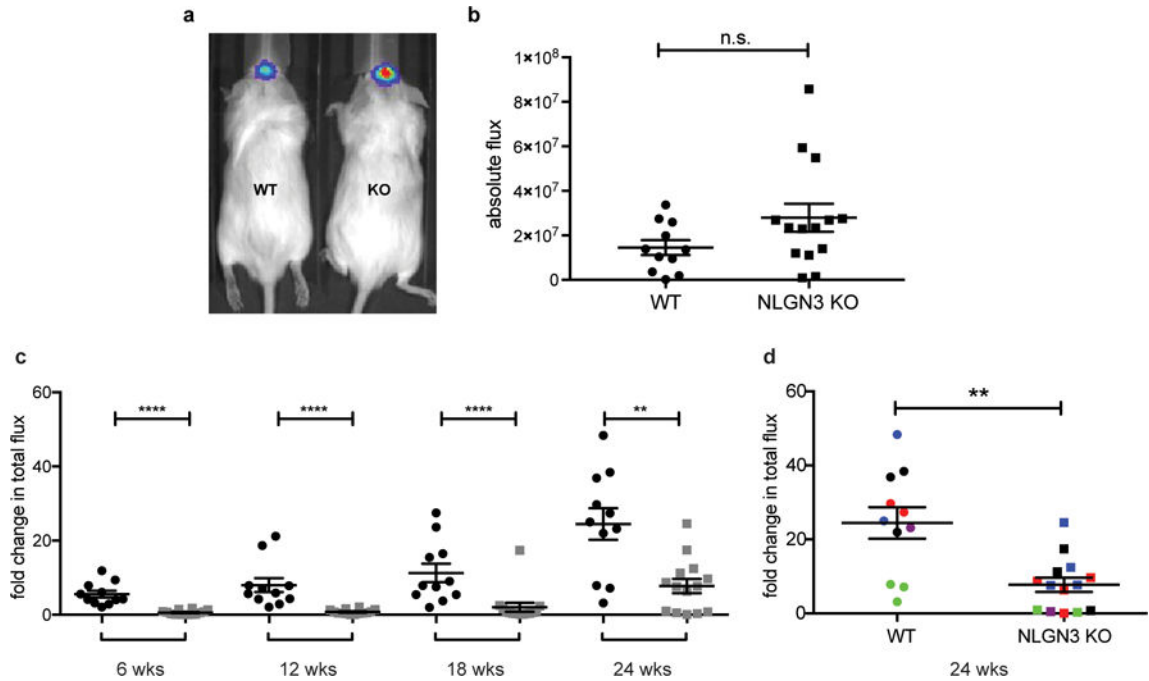 a
WT
KO
b
n.s.
absolute flux
1×10⁸
8×10⁷
6×10⁷
4×10⁷
2×10⁷
0
WT
NLGN3 KO
c
fold change in total flux
60
40
20
0
****
****
****
**
6 wks
12 wks
18 wks
24 wks
d
fold change in total flux
60
40
20
0
**
WT
NLGN3 KO
24 wks